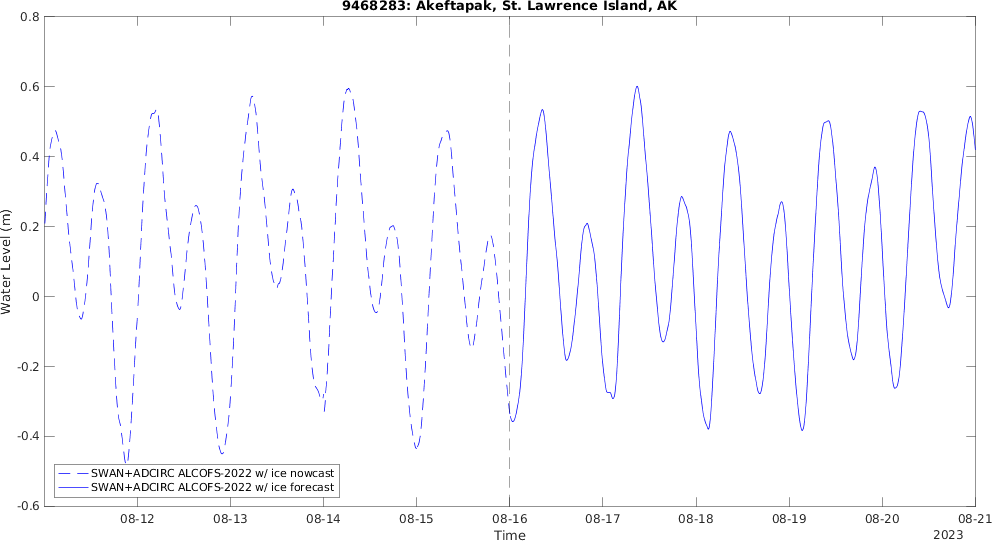 9468283: Akeftapak, St. Lawrence Island, AK
0.8
0.6
0.4
0.2
0
-0.2
-0.4
-0.6
Water Level (m)
SWAN+ADCIRC ALCOFS-2022 w/ ice nowcast
SWAN+ADCIRC ALCOFS-2022 w/ ice forecast
08-12 08-13 08-14 08-15 08-16 08-17 08-18 08-19 08-20 08-21
Time
2023